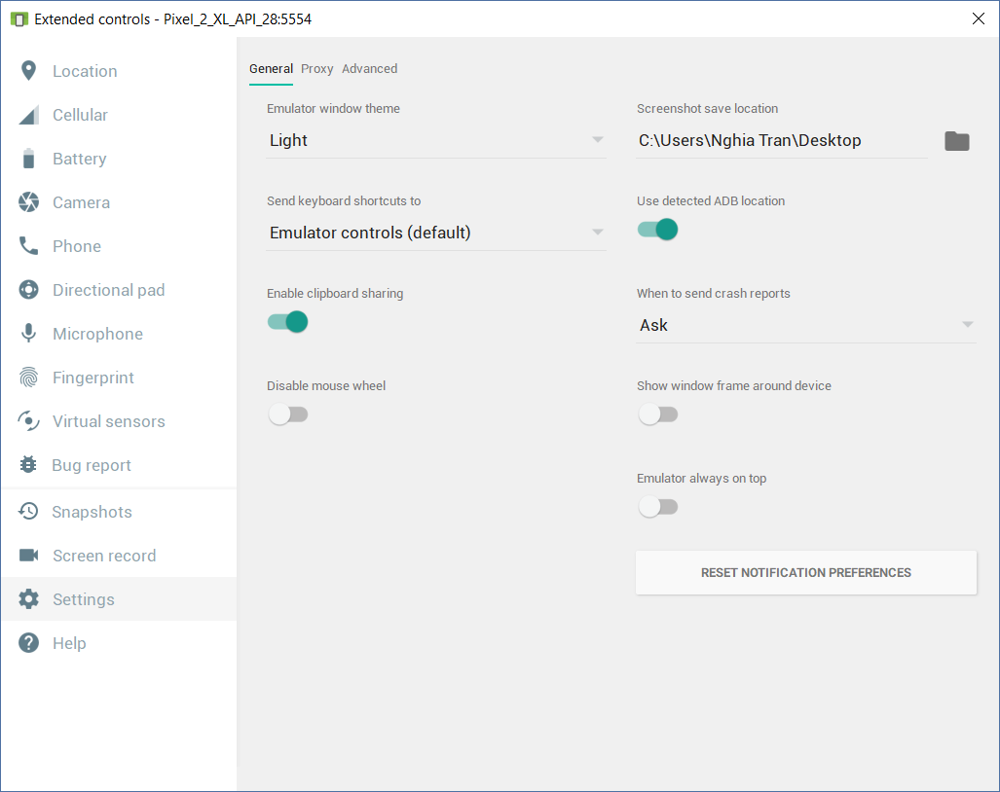 Extended controls - Pixel_2_XL_API_28:5554
Location
Cellular
Battery
Camera
Phone
Directional pad
Microphone
Fingerprint
Virtual sensors
Bug report
Snapshots
Screen record
Settings
Help
General Proxy Advanced
Emulator window theme
Light
Send keyboard shortcuts to
Emulator controls (default)
Enable clipboard sharing
Disable mouse wheel
Screenshot save location
C:\Users\Nghia Tran\Desktop
Use detected ADB location
When to send crash reports
Ask
Show window frame around device
Emulator always on top
RESET NOTIFICATION PREFERENCES